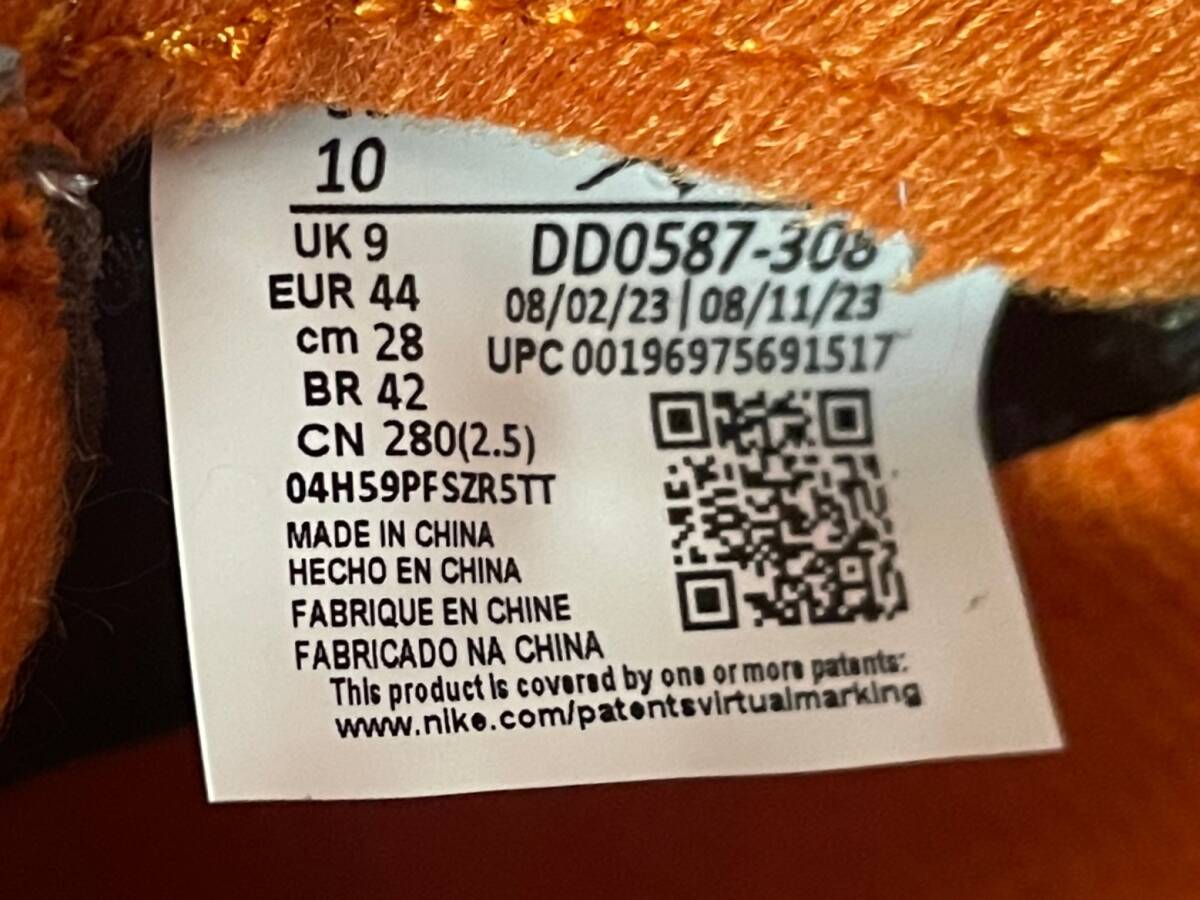 10
UK 9
EUR 44
cm 28
BR 42
CN 280(2.5)
04H59PFSZR5TT
MADE IN CHINA
HECHO EN CHINA
FABRIQUE EN CHINE
FABRICADO NA CHINA
DD0587-308
08/02/23 | 08/11/23
UPC 00196975691517
This product is covered by one or more patents:
www.nike.com/patentsvirtualmarking